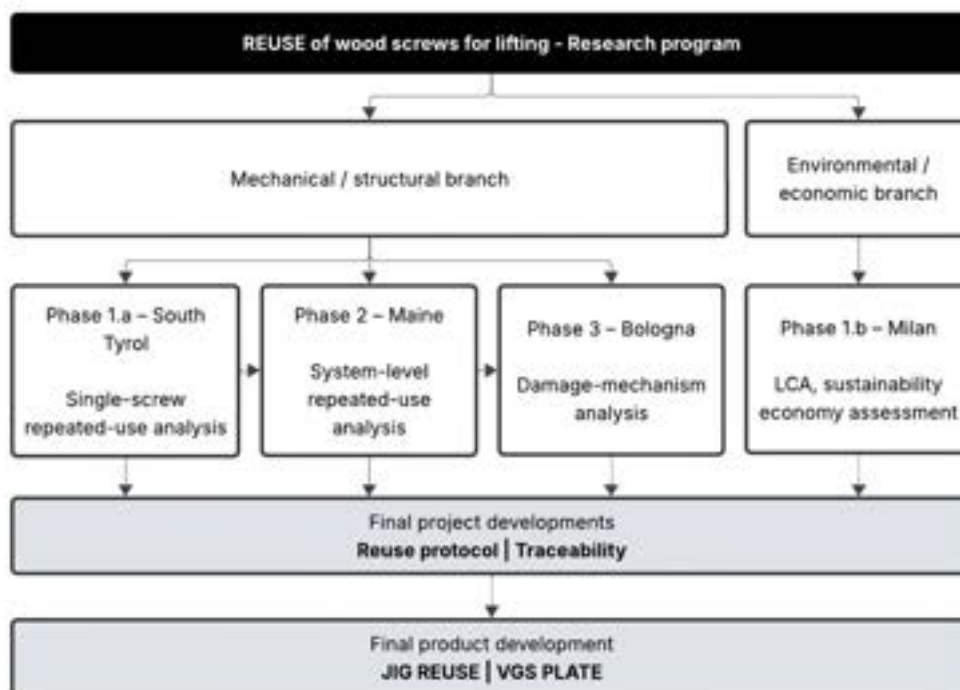 REUSE of wood screws for lifting - Research program
Mechanical / structural branch
Environmental /
economic branch
Phase 1.a – South
Tyrol
Single-screw
repeated-use analysis
Phase 2 – Maine
System-level
repeated-use
analysis
Phase 3 – Bologna
Damage-mechanism
analysis
Phase 1.b – Milan
LCA, sustainability
economy assessment
Final project developments
Reuse protocol | Traceability
Final product development
JIG REUSE | VGS PLATE